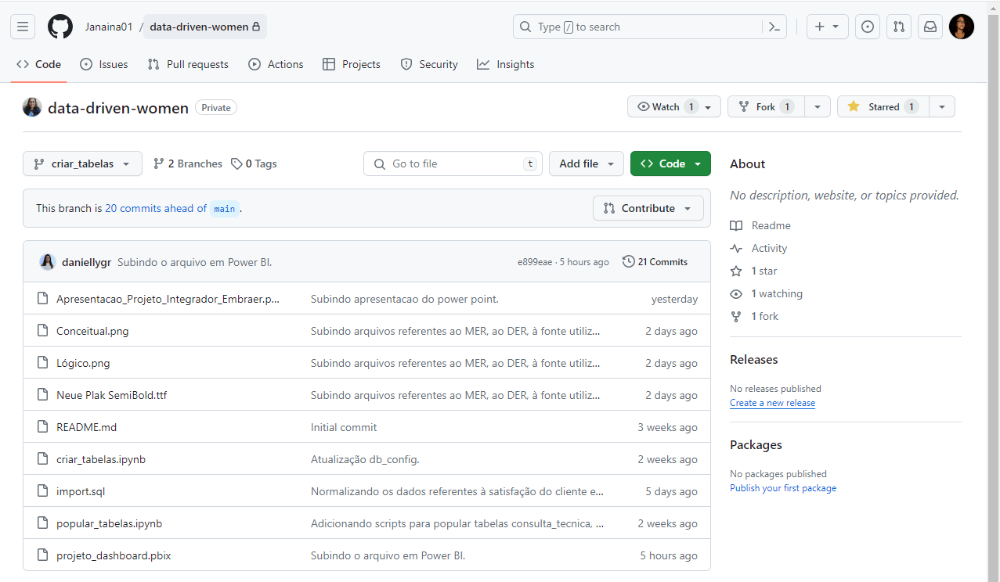 Janaina01 / data-driven-women
Type / to search
Code Issues Pull requests Actions Projects Security Insights
data-driven-women Private
Watch 1 Fork 1 Starred 1
criar_tabelas 2 Branches 0 Tags Go to file t Add file Code
This branch is 20 commits ahead of main.
Contribute
daniellygr Subindo o arquivo em Power BI. e899eae · 5 hours ago 21 Commits
Apresentacao_Projeto_Integrador_Embraer.p... Subindo apresentacao do power point. yesterday
Conceitual.png Subindo arquivos referentes ao MER, ao DER, à fonte utiliz... 2 days ago
Lógico.png Subindo arquivos referentes ao MER, ao DER, à fonte utiliz... 2 days ago
Neue Plak SemiBold.ttf Subindo arquivos referentes ao MER, ao DER, à fonte utiliz... 2 days ago
README.md Initial commit 3 weeks ago
criar_tabelas.ipynb Atualização db_config. 2 weeks ago
import.sql Normalizando os dados referentes à satisfação do cliente e... 5 days ago
popular_tabelas.ipynb Adicionando scripts para popular tabelas consulta_tecnica, ... 2 weeks ago
projeto_dashboard.pbix Subindo o arquivo em Power BI. 5 hours ago
About
No description, website, or topics provided.
Readme
Activity
1 star
1 watching
1 fork
Releases
No releases published
Create a new release
Packages
No packages published
Publish your first package